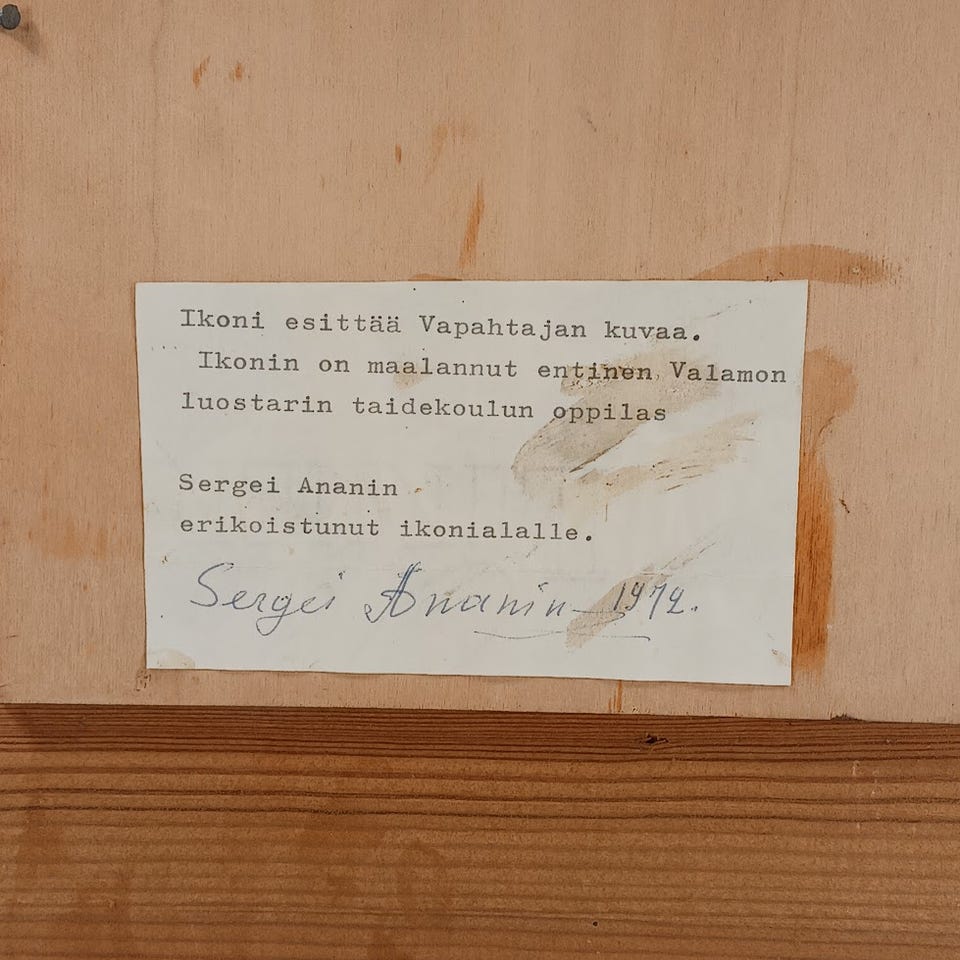 Ikoni esittää Vapahtajan kuvaa.
Ikonin on maalannut entinen Valamon
luostarin taidekoulun oppilas
Sergei Ananin
erikoistunut ikonialalle.
Sergei Ananin 1972.